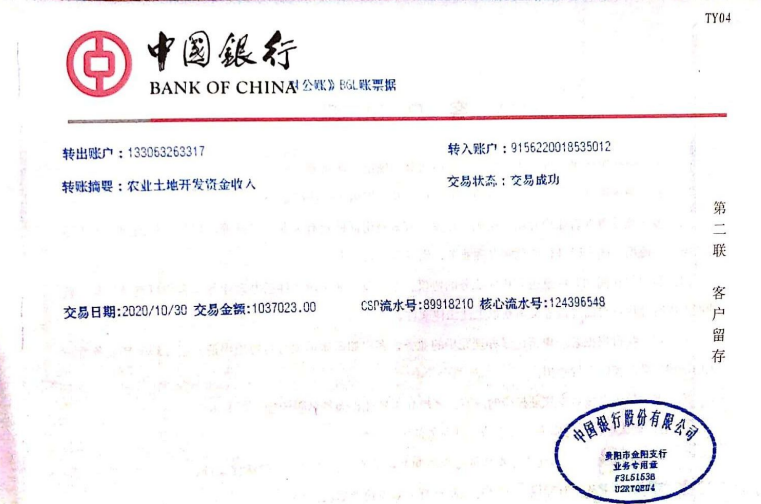 TY04
中國銀行
BANK OF CHINA 对公账》BGL账票据
转出账户：133063263317
转入账户：9156220018535012
转账摘要：农业土地开发资金收入
交易状态：交易成功
交易日期:2020/10/30 交易金额:1037023.00 CSP流水号:89918210 核心流水号:124396548
第二联 客户留存
中国银行股份有限公司
贵阳市金阳支行
业务专用章
F3L5153B